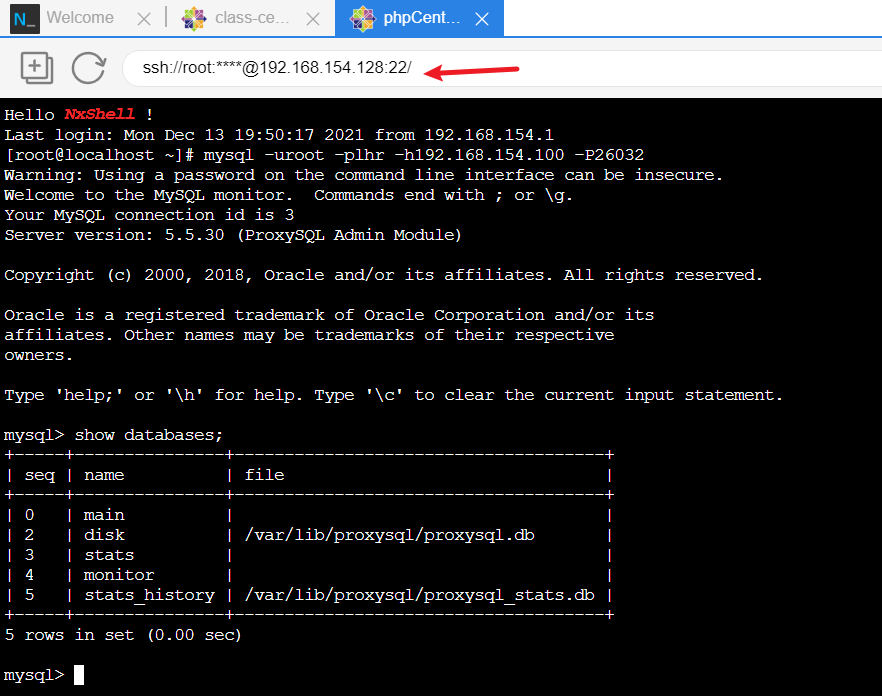 N_ Welcome class-ce... phpCent...
ssh://root:****@192.168.154.128:22/
Hello NxShell !
Last login: Mon Dec 13 19:50:17 2021 from 192.168.154.1
[root@localhost ~]# mysql -uroot -plhr -h192.168.154.100 -P26032
Warning: Using a password on the command line interface can be insecure.
Welcome to the MySQL monitor.  Commands end with ; or \g.
Your MySQL connection id is 3
Server version: 5.5.30 (ProxySQL Admin Module)
Copyright (c) 2000, 2018, Oracle and/or its affiliates. All rights reserved.
Oracle is a registered trademark of Oracle Corporation and/or its
affiliates. Other names may be trademarks of their respective
owners.
Type 'help;' or '\h' for help. Type '\c' to clear the current input statement.
mysql> show databases;
+-----+---------------+-------------------------------------+
| seq | name          | file                                |
+-----+---------------+-------------------------------------+
| 0   | main          |                                     |
| 2   | disk          | /var/lib/proxysql/proxysql.db       |
| 3   | stats         |                                     |
| 4   | monitor       |                                     |
| 5   | stats_history | /var/lib/proxysql/proxysql_stats.db |
+-----+---------------+-------------------------------------+
5 rows in set (0.00 sec)
mysql>